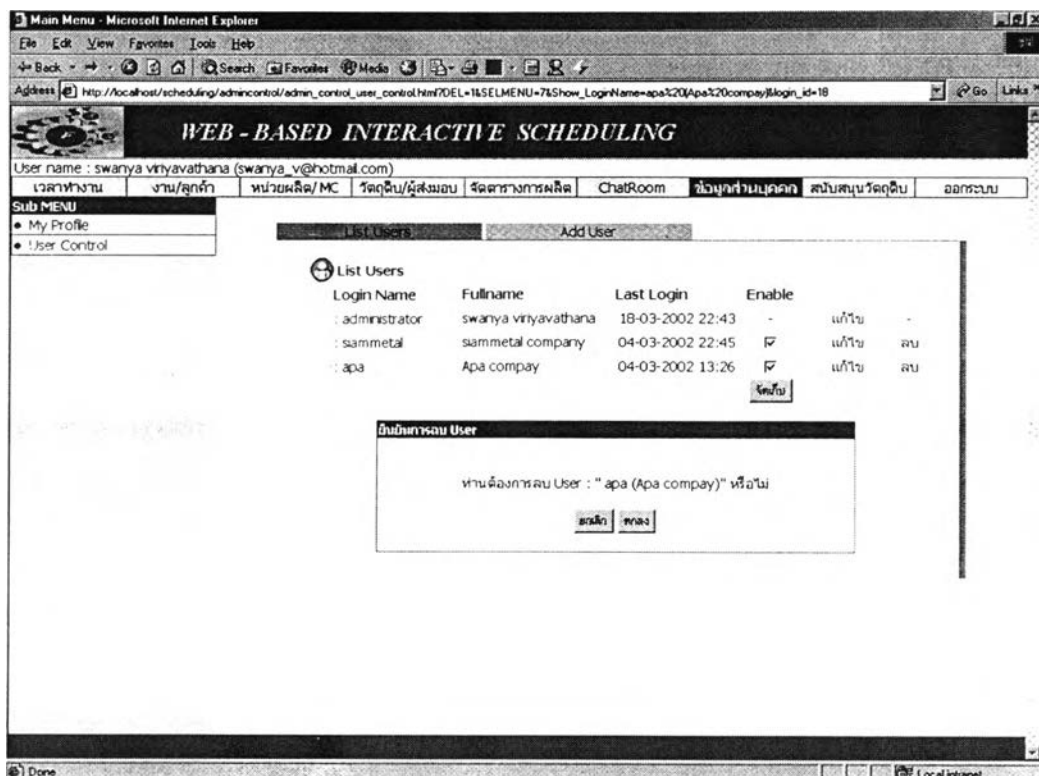 Main Menu - Microsoft Internet Explorer
File Edit View Favorites Tools Help
Back Search Favorites Media
Address http://localhost/scheduling/admincontrol/admin_control_user_control.html?DEL=1&SELMENU=7&Show_LoginName=apa%20(Apa%20compay)&login_id=18 Go Links
WEB - BASED INTERACTIVE SCHEDULING
User name : swanya viriyavathana (swanya_v@hotmail.com)
เวลาทำงาน งาน/ลูกค้า หน่วยผลิต/ MC วัตถุดิบ/ผู้ส่งมอบ จัดตารางการผลิต ChatRoom ข้อมูลส่วนบุคคล สนับสนุนวัตถุดิบ ออกระบบ
Sub MENU
My Profile
User Control
List Users Add User
List Users
Login Name Fullname Last Login Enable
: administrator swanya viriyavathana 18-03-2002 22:43 - แก้ไข -
: siammetal siammetal company 04-03-2002 22:45 แก้ไข ลบ
: apa Apa compay 04-03-2002 13:26 แก้ไข ลบ
จัดเก็บ
ยืนยันการลบ User
ท่านต้องการลบ User : " apa (Apa compay)" หรือไม่
ยกเลิก ตกลง
Done Local intranet